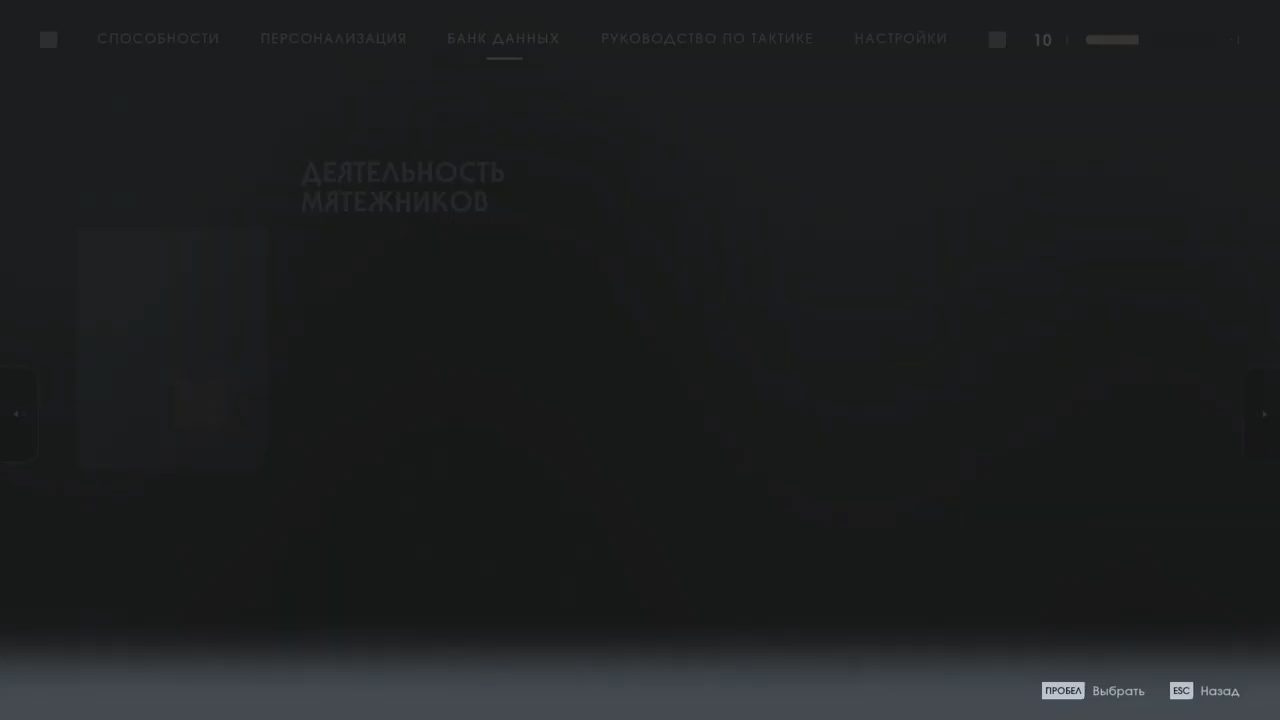 СПОСОБНОСТИ ПЕРСОНАЛИЗАЦИЯ БАНК ДАННЫХ РУКОВОДСТВО ПО ТАКТИКЕ НАСТРОЙКИ 10
ДЕЯТЕЛЬНОСТЬ
МЯТЕЖНИКОВ
ПРОБЕЛ Выбрать ESC Назад